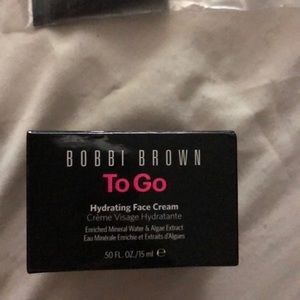 BOBBI BROWN
To Go
Hydrating Face Cream
Crème Visage Hydratante
Enriched Mineral Water & Algae Extract
Eau Minérale Enrichie et Extraits d'Algues
.50 FL. OZ./15 ml ℮